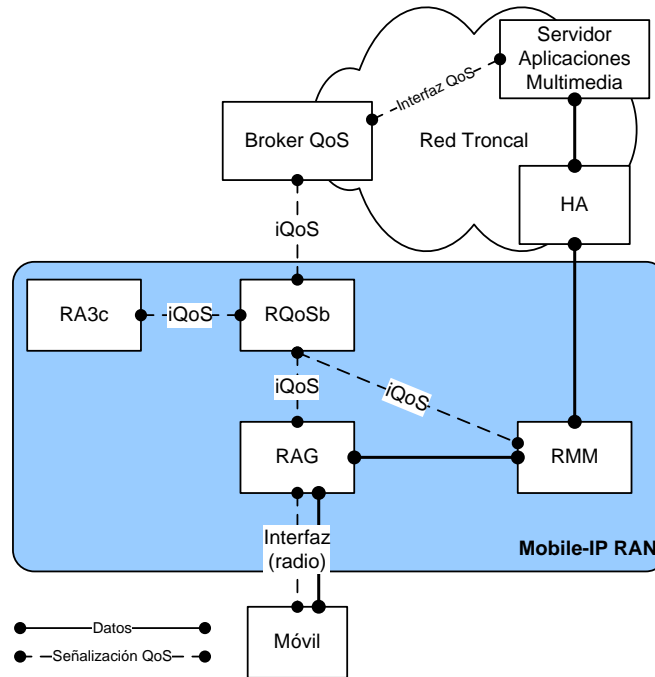 Servidor
Aplicaciones
Multimedia
Interfaz QoS
Broker QoS
Red Troncal
iQoS
HA
RA3c
iQoS
RQoSb
iQoS
iQoS
RAG
RMM
Interfaz
(radio)
Mobile-IP RAN
Datos
Señalización QoS
Móvil